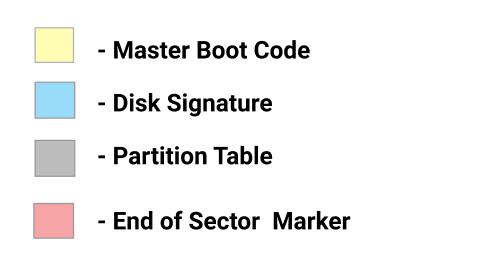 - Master Boot Code
- Disk Signature
- Partition Table
- End of Sector  Marker